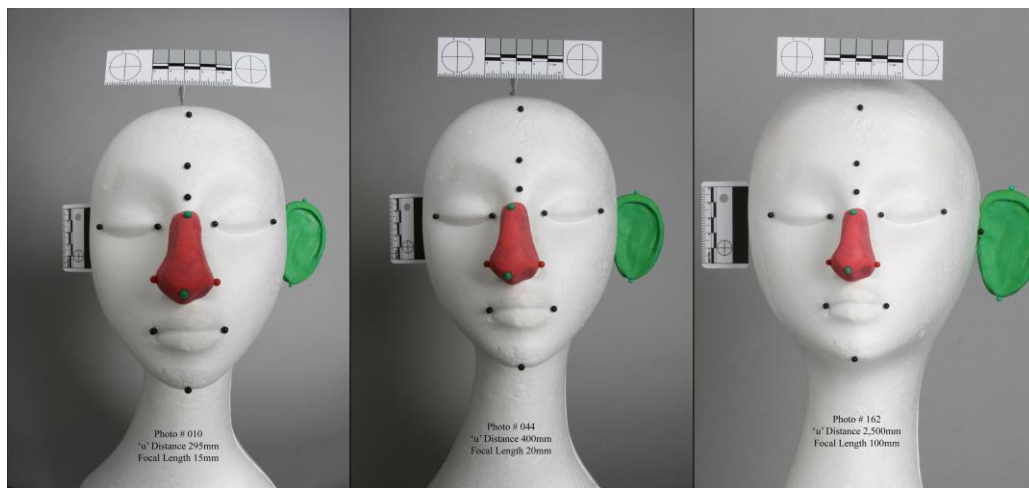 Photo # 010
'u' Distance 295mm
Focal Length 15mm
Photo # 044
'u' Distance 400mm
Focal Length 20mm
Photo # 162
'u' Distance 2,500mm
Focal Length 100mm